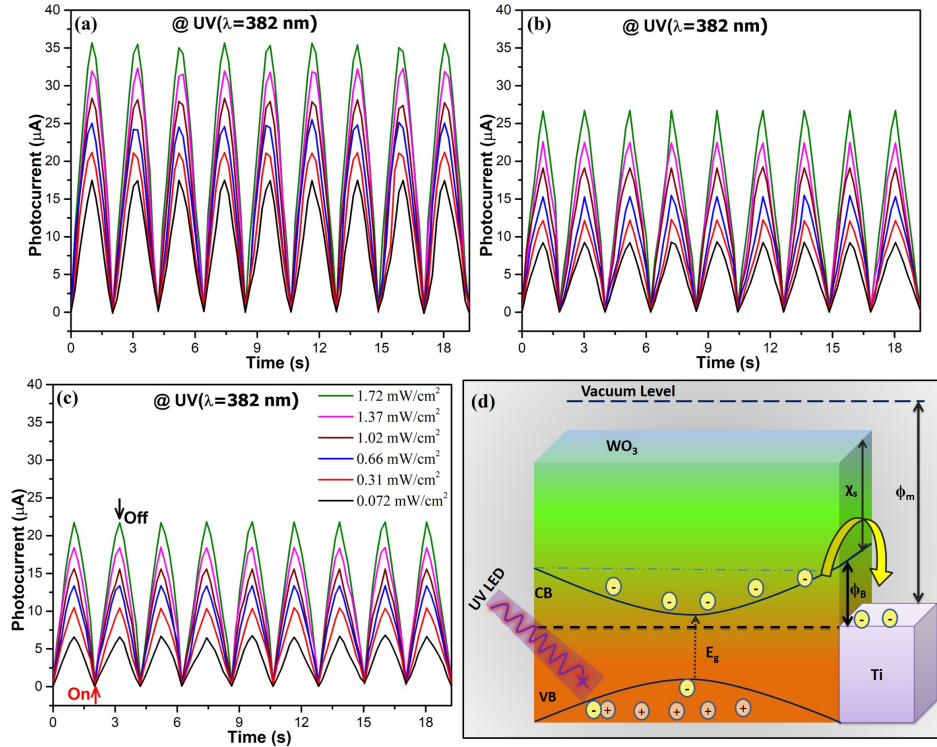 (a)
@ UV(λ=382 nm)
40
35
30
25
20
15
10
5
0
Photocurrent (μA)
0 3 6 9 12 15 18
Time (s)
(b)
@ UV(λ=382 nm)
40
35
30
25
20
15
10
5
0
Photocurrent (μA)
0 3 6 9 12 15 18
Time (s)
(c)
@ UV(λ=382 nm)
1.72 mW/cm²
1.37 mW/cm²
1.02 mW/cm²
0.66 mW/cm²
0.31 mW/cm²
0.072 mW/cm²
Off
On
40
35
30
25
20
15
10
5
0
Photocurrent (μA)
0 3 6 9 12 15 18
Time (s)
(d)
Vacuum Level
WO₃
χₛ
ϕₘ
CB
ϕ_B
UV LED
E_g
Ti
VB
- - - - - - -
- + + + + +
-